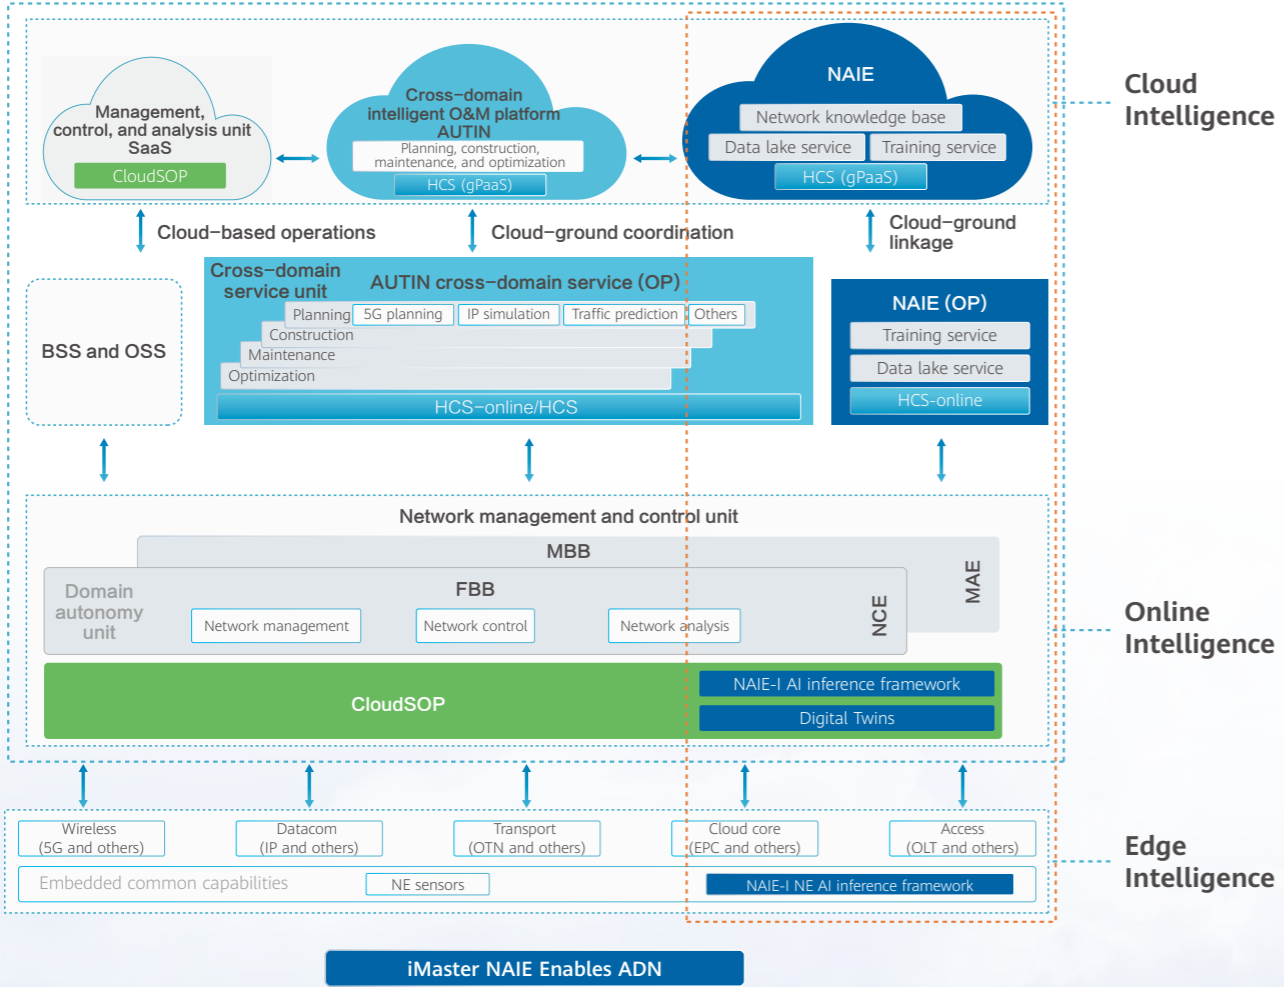 Management,
control, and analysis unit
SaaS
CloudSOP
Cross-domain
intelligent O&M platform
AUTIN
Planning, construction,
maintenance, and optimization
HCS (gPaaS)
NAIE
Network knowledge base
Data lake service
Training service
HCS (gPaaS)
Cloud
Intelligence
Cloud-based operations
Cloud-ground coordination
Cloud-ground
linkage
BSS and OSS
Cross-domain
service unit
AUTIN cross-domain service (OP)
Planning
5G planning
IP simulation
Traffic prediction
Others
Construction
Maintenance
Optimization
HCS-online/HCS
NAIE (OP)
Training service
Data lake service
HCS-online
Network management and control unit
MBB
MAE
Domain
autonomy
unit
FBB
Network management
Network control
Network analysis
NCE
CloudSOP
NAIE-I AI inference framework
Digital Twins
Online
Intelligence
Wireless
(5G and others)
Datacom
(IP and others)
Transport
(OTN and others)
Cloud core
(EPC and others)
Access
(OLT and others)
Embedded common capabilities
NE sensors
NAIE-I NE AI inference framework
Edge
Intelligence
iMaster NAIE Enables ADN